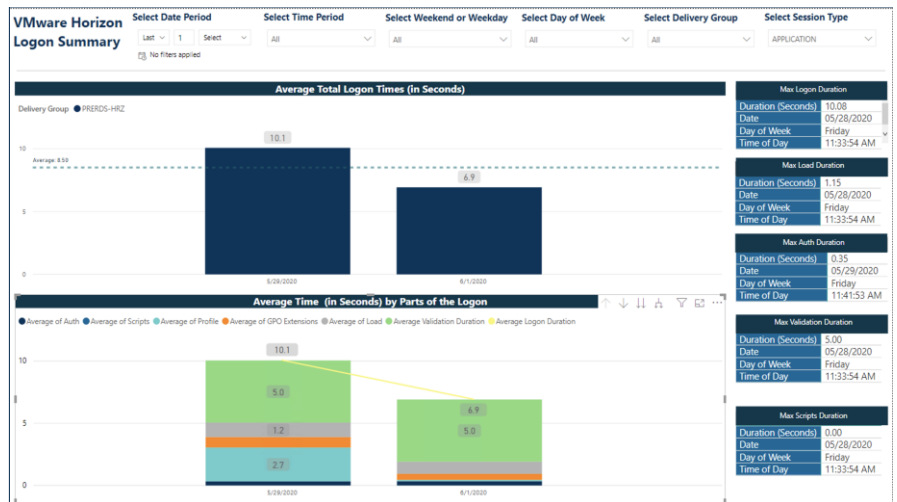 VMware Horizon
Logon Summary
Select Date Period
Last
1
Select
No filters applied
Select Time Period
All
Select Weekend or Weekday
All
Select Day of Week
All
Select Delivery Group
All
Select Session Type
APPLICATION
Average Total Logon Times (in Seconds)
Delivery Group PRERDS-HRZ
10.1
10
Average: 8.50
6.9
5
0
5/29/2020
6/1/2020
Average Time (in Seconds) by Parts of the Logon
Average of Auth Average of Scripts Average of Profile Average of GPO Extensions Average of Load Average Validation Duration Average Logon Duration
10.1
10
5.0
6.9
5
1.2
5.0
2.7
0
5/29/2020
6/1/2020
Max Logon Duration
Duration (Seconds) 10.08
Date 05/28/2020
Day of Week Friday
Time of Day 11:33:54 AM
Max Load Duration
Duration (Seconds) 1.15
Date 05/28/2020
Day of Week Friday
Time of Day 11:33:54 AM
Max Auth Duration
Duration (Seconds) 0.35
Date 05/29/2020
Day of Week Friday
Time of Day 11:41:53 AM
Max Validation Duration
Duration (Seconds) 5.00
Date 05/28/2020
Day of Week Friday
Time of Day 11:33:54 AM
Max Scripts Duration
Duration (Seconds) 0.00
Date 05/28/2020
Day of Week Friday
Time of Day 11:33:54 AM